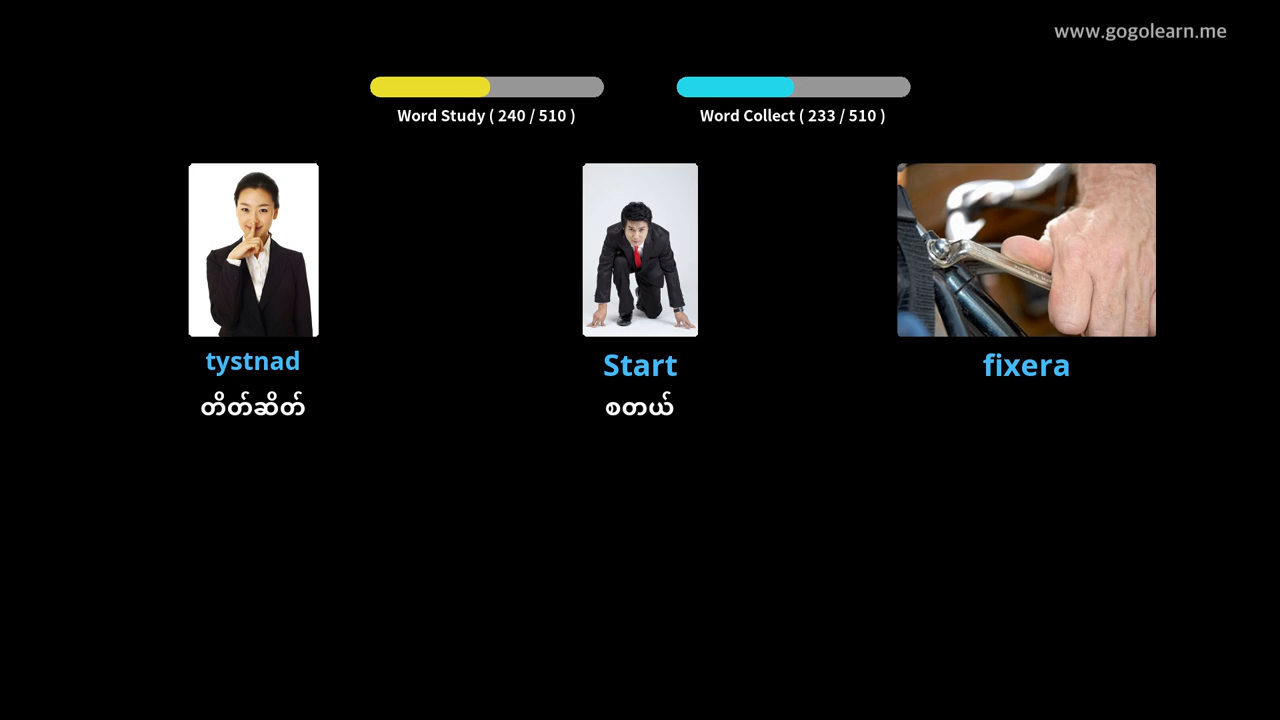 www.gogolearn.me
Word Study ( 240 / 510 )
Word Collect ( 233 / 510 )
tystnad
Start
fixera
တိတ်ဆိတ်
စတယ်